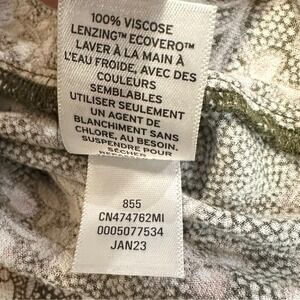 100% VISCOSE
LENZING™ ECOVERO™
LAVER À LA MAIN À
L'EAU FROIDE, AVEC DES
COULEURS
SEMBLABLES
UTILISER SEULEMENT
UN AGENT DE
BLANCHIMENT SANS
CHLORE, AU BESOIN.
SUSPENDRE POUR
SÉCHER
855
CN474762MI
0005077534
JAN23